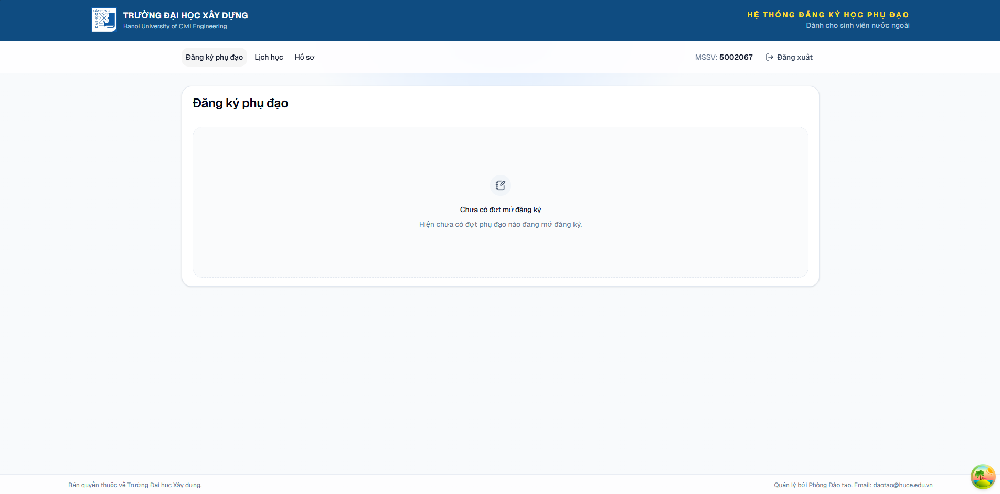 XÂY DỰNG
ĐẠI HỌC
TRƯỜNG ĐẠI HỌC XÂY DỰNG
Hanoi University of Civil Engineering
HỆ THỐNG ĐĂNG KÝ HỌC PHỤ ĐẠO
Dành cho sinh viên nước ngoài
Đăng ký phụ đạo
Lịch học
Hồ sơ
MSSV: 5002067
Đăng xuất
Đăng ký phụ đạo
Chưa có đợt mở đăng ký
Hiện chưa có đợt phụ đạo nào đang mở đăng ký.
Bản quyền thuộc về Trường Đại học Xây dựng.
Quản lý bởi Phòng Đào tạo. Email: daotao@huce.edu.vn